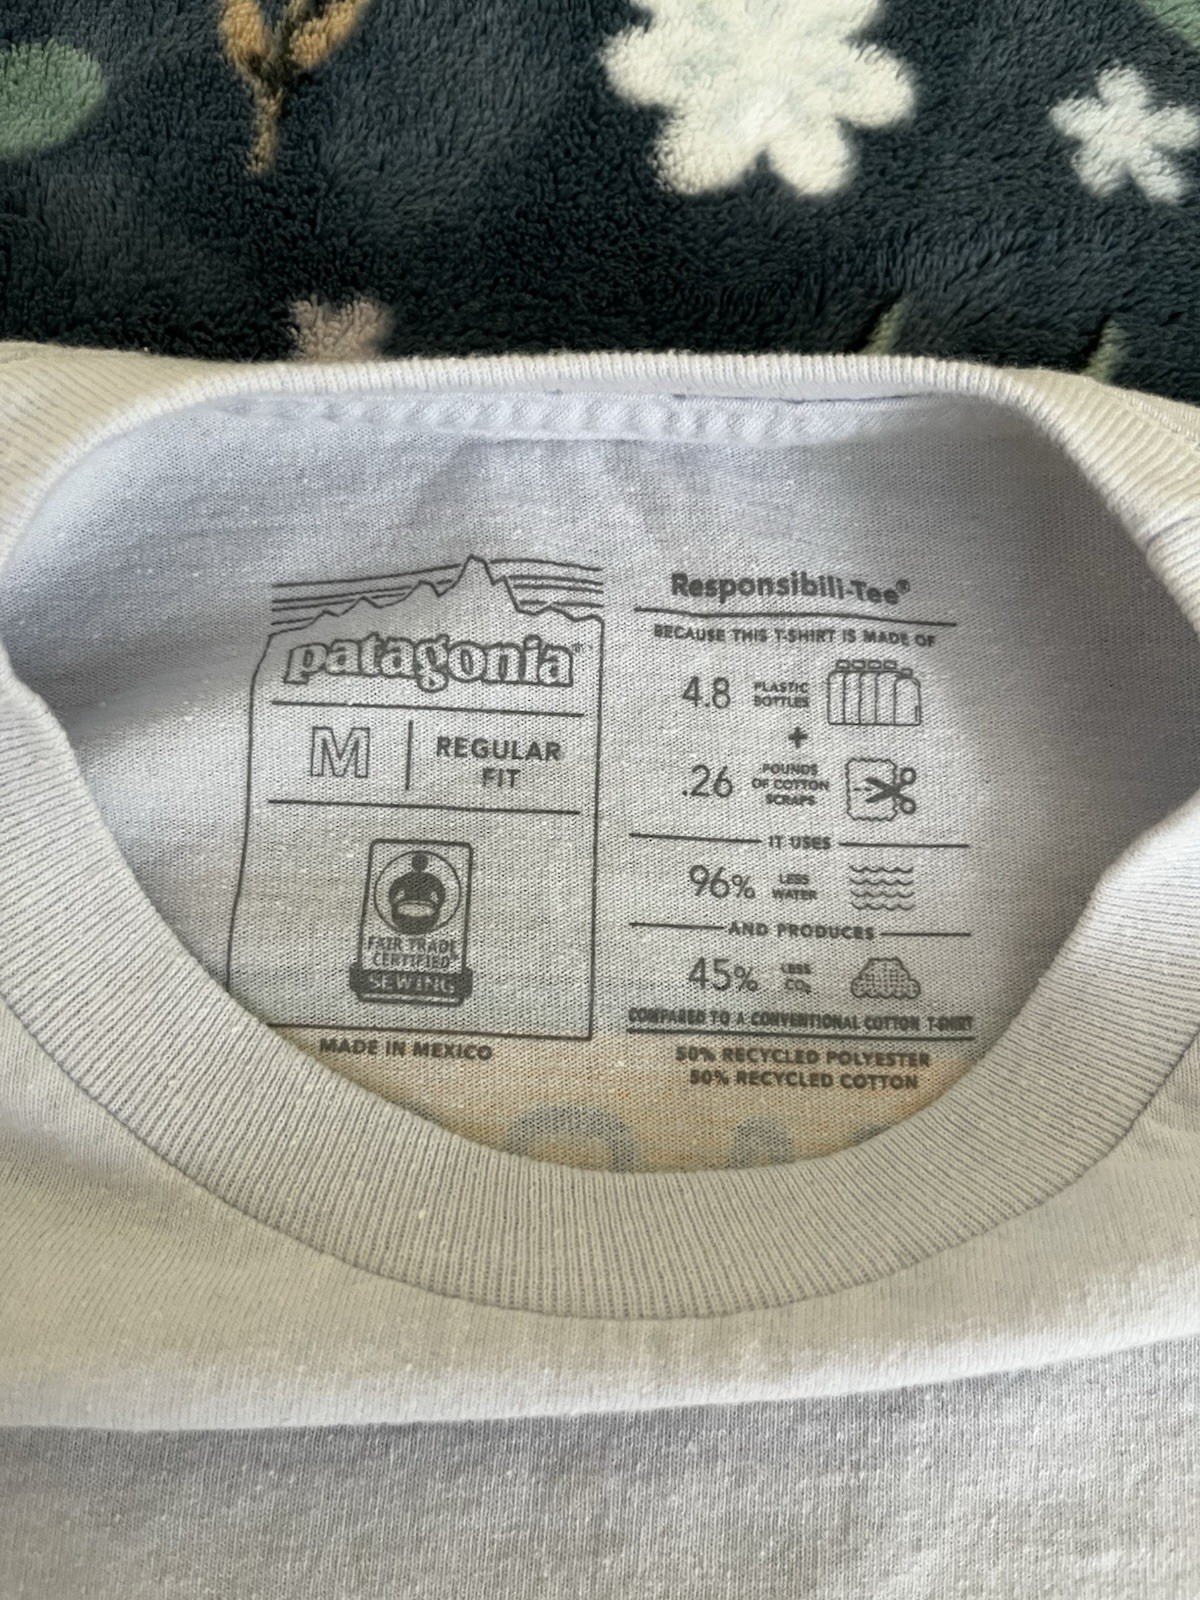 patagonia®
M
REGULAR
FIT
FAIR TRADE
CERTIFIED
SEWING
MADE IN MEXICO
Responsibili-Tee®
BECAUSE THIS T-SHIRT IS MADE OF
4.8 PLASTIC
BOTTLES
+
.26 POUNDS
OF COTTON
SCRAPS
IT USES
96% LESS
WATER
AND PRODUCES
45% LESS
CO₂
COMPARED TO A CONVENTIONAL COTTON T-SHIRT
50% RECYCLED POLYESTER
50% RECYCLED COTTON